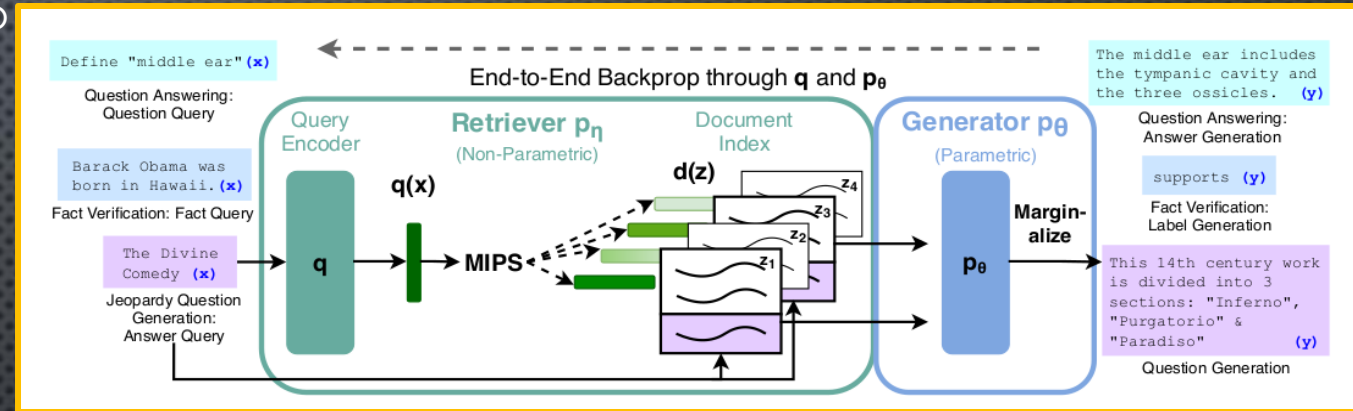 Define "middle ear" (x)
Question Answering:
Question Query
Barack Obama was
born in Hawaii. (x)
Fact Verification: Fact Query
The Divine
Comedy (x)
Jeopardy Question
Generation:
Answer Query
End-to-End Backprop through q and pθ
Query
Encoder
Retriever pη
(Non-Parametric)
Document
Index
q
q(x)
MIPS
d(z)
z4
z3
z2
z1
Generator pθ
(Parametric)
pθ
Margin-
alize
The middle ear includes
the tympanic cavity and
the three ossicles. (y)
Question Answering:
Answer Generation
supports (y)
Fact Verification:
Label Generation
This 14th century work
is divided into 3
sections: "Inferno",
"Purgatorio" &
"Paradiso" (y)
Question Generation